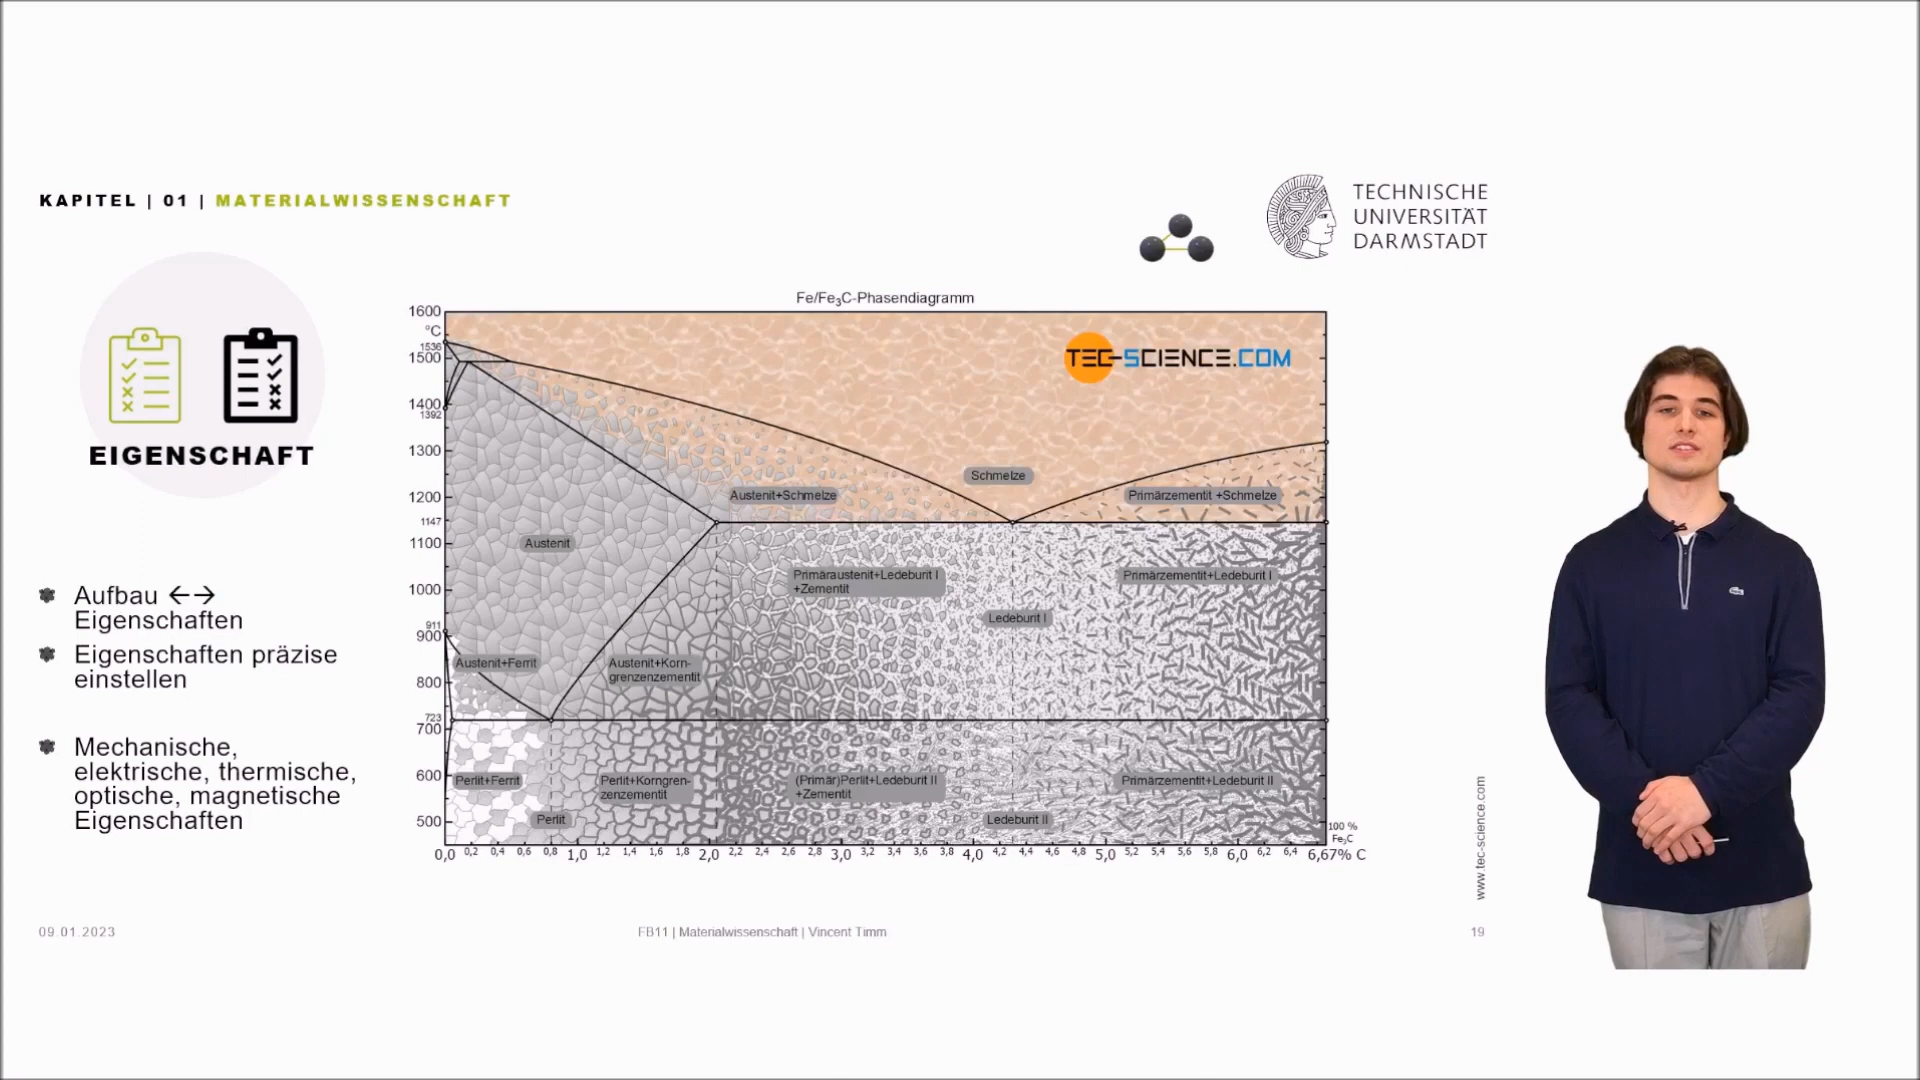 KAPITEL | 01 | MATERIALWISSENSCHAFT
TECHNISCHE
UNIVERSITÄT
DARMSTADT
EIGENSCHAFT
Aufbau ←→
Eigenschaften
Eigenschaften präzise
einstellen
Mechanische,
elektrische, thermische,
optische, magnetische
Eigenschaften
Fe/Fe₃C-Phasendiagramm
TEC-SCIENCE.COM
1600
°C
1536
1500
1400
1392
1300
1200
1147
1100
1000
911
900
800
723
700
600
500
Schmelze
Austenit+Schmelze
Primärzementit +Schmelze
Austenit
Primäraustenit+Ledeburit I
+Zementit
Primärzementit+Ledeburit I
Ledeburit I
Austenit+Ferrit
Austenit+Korn-
grenzenzementit
Perlit+Ferrit
Perlit+Korngren-
zenzementit
(Primär)Perlit+Ledeburit II
+Zementit
Primärzementit+Ledeburit II
Perlit
Ledeburit II
100 %
Fe₃C
0,0 0,2 0,4 0,6 0,8 1,0 1,2 1,4 1,6 1,8 2,0 2,2 2,4 2,6 2,8 3,0 3,2 3,4 3,6 3,8 4,0 4,2 4,4 4,6 4,8 5,0 5,2 5,4 5,6 5,8 6,0 6,2 6,4 6,67% C
www.tec-science.com
09.01.2023
FB11 | Materialwissenschaft | Vincent Timm
19